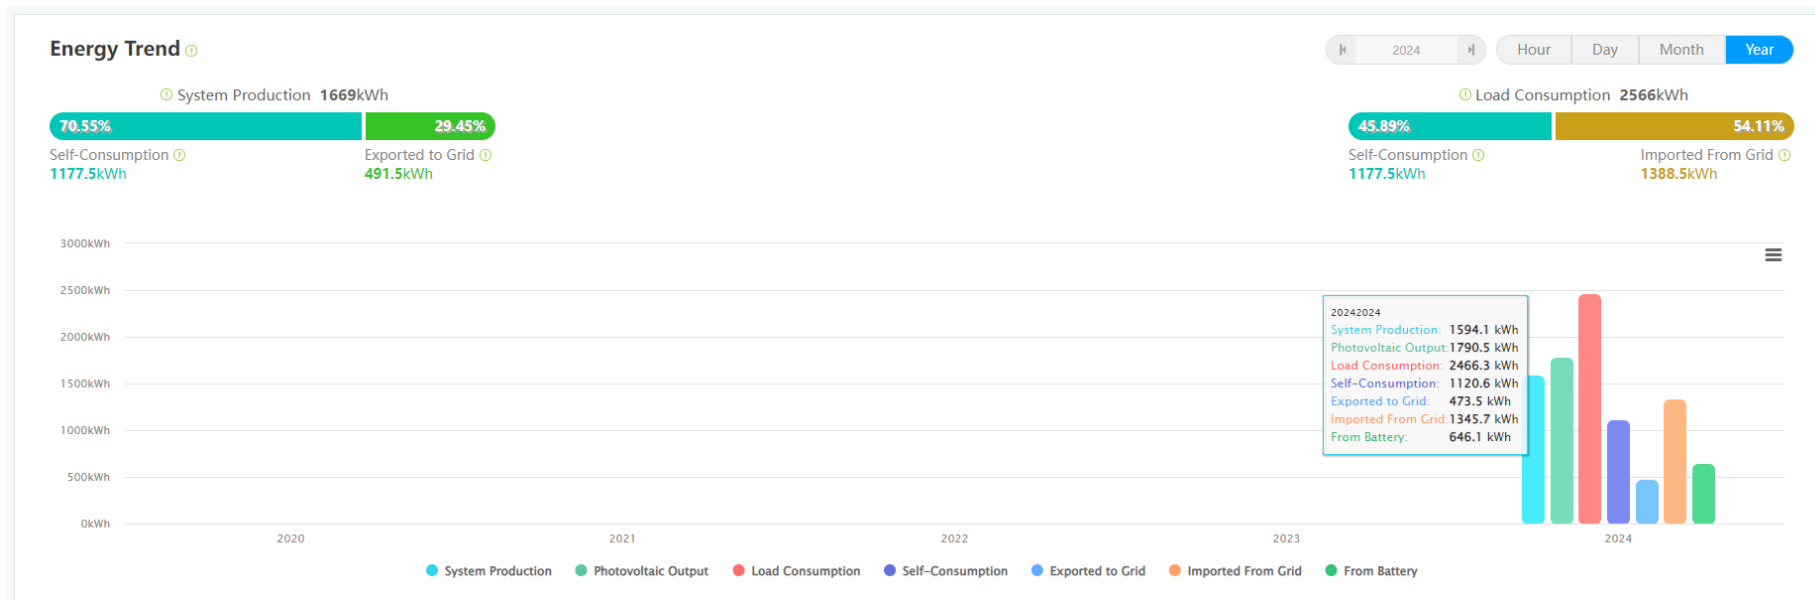 Energy Trend
2024
Hour Day Month Year
System Production 1669kWh
70.55% 29.45%
Self-Consumption Exported to Grid
1177.5kWh 491.5kWh
Load Consumption 2566kWh
45.89% 54.11%
Self-Consumption Imported From Grid
1177.5kWh 1388.5kWh
3000kWh
2500kWh
2000kWh
1500kWh
1000kWh
500kWh
0kWh
20242024
System Production: 1594.1 kWh
Photovoltaic Output: 1790.5 kWh
Load Consumption: 2466.3 kWh
Self-Consumption: 1120.6 kWh
Exported to Grid: 473.5 kWh
Imported From Grid: 1345.7 kWh
From Battery: 646.1 kWh
2020 2021 2022 2023 2024
System Production Photovoltaic Output Load Consumption Self-Consumption Exported to Grid Imported From Grid From Battery